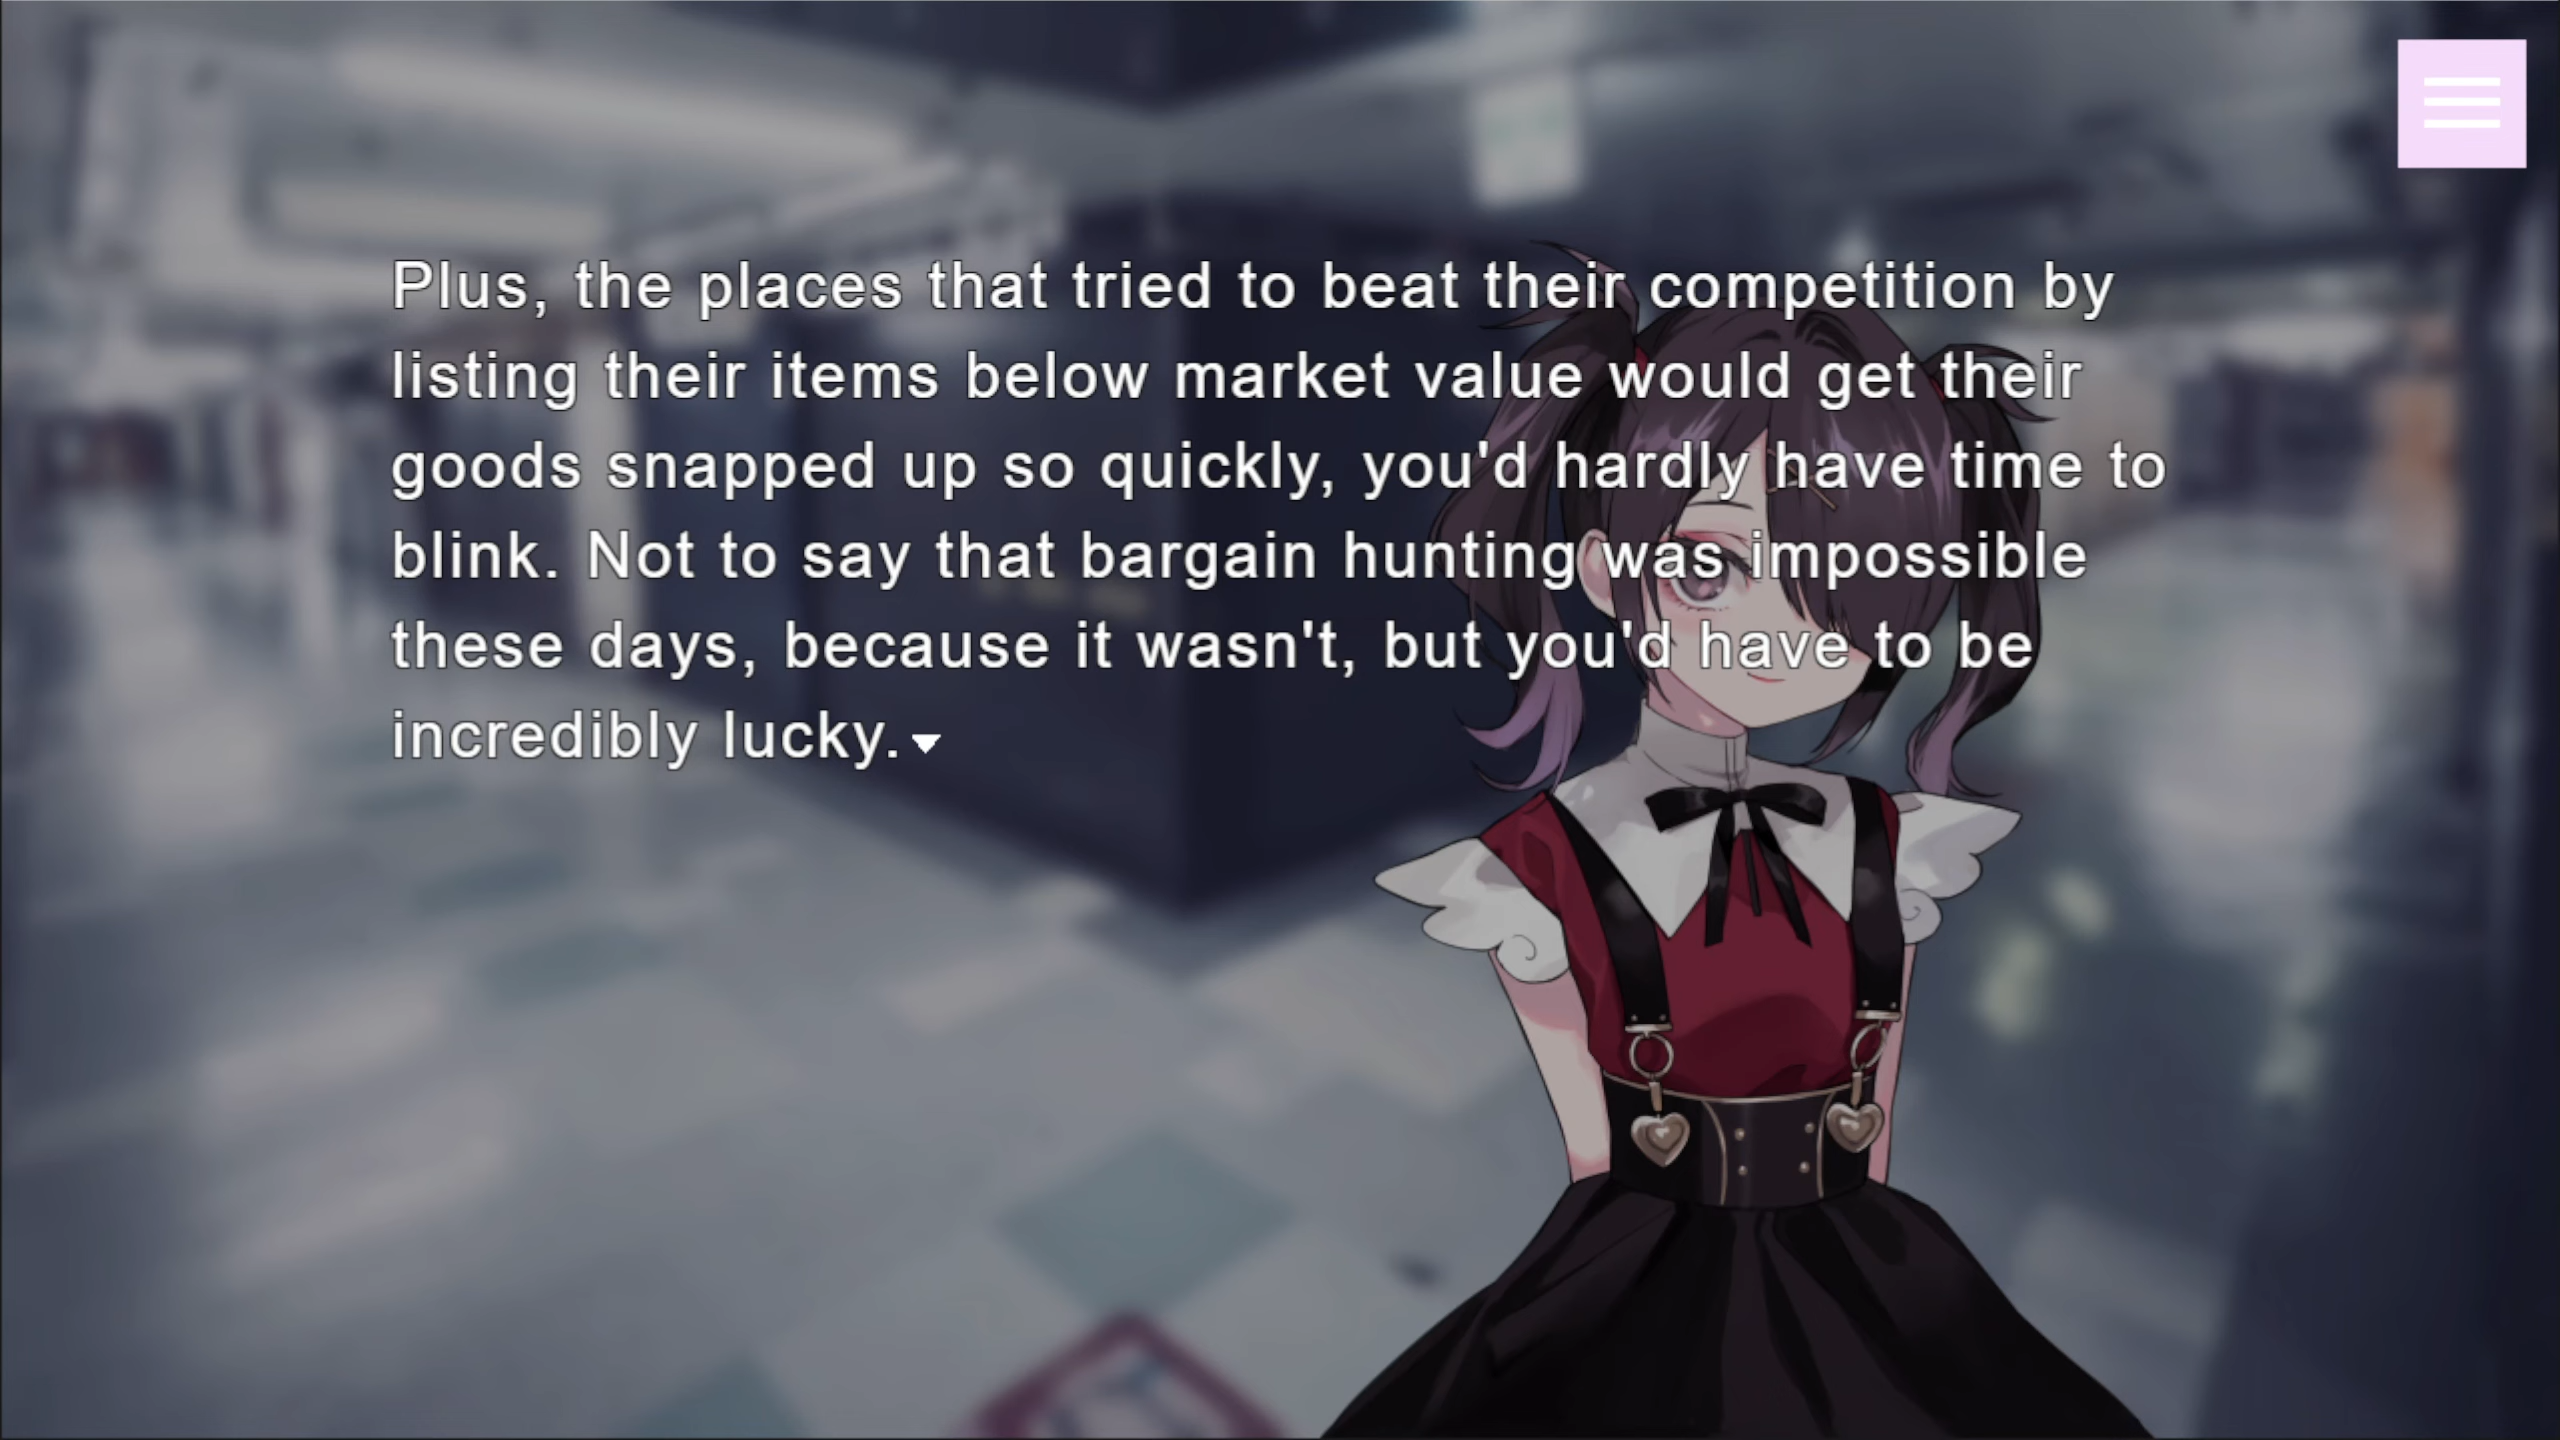 Plus, the places that tried to beat their competition by
listing their items below market value would get their
goods snapped up so quickly, you'd hardly have time to
blink. Not to say that bargain hunting was impossible
these days, because it wasn't, but you'd have to be
incredibly lucky.